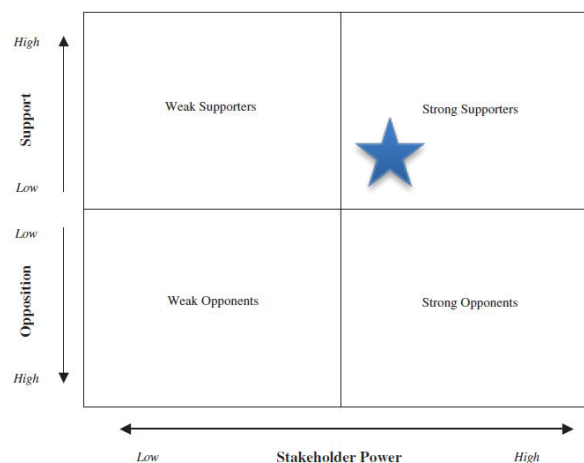 High
Support
Low
Weak Supporters
Strong Supporters
Low
Opposition
High
Weak Opponents
Strong Opponents
Low
Stakeholder Power
High